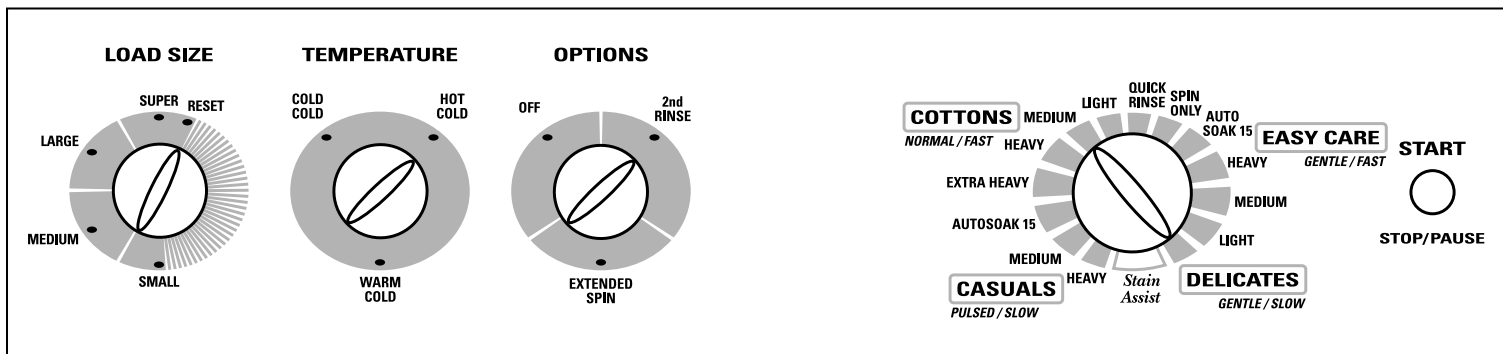 LOAD SIZE
SUPER
RESET
LARGE
MEDIUM
SMALL
TEMPERATURE
COLD
COLD
HOT
COLD
WARM
COLD
OPTIONS
OFF
2nd
RINSE
EXTENDED
SPIN
COTTONS
NORMAL / FAST
MEDIUM
LIGHT
QUICK
RINSE
SPIN
ONLY
AUTO
SOAK 15
EASY CARE
GENTLE / FAST
HEAVY
HEAVY
EXTRA HEAVY
MEDIUM
AUTOSOAK 15
LIGHT
MEDIUM
HEAVY
CASUALS
PULSED / SLOW
Stain
Assist
DELICATES
GENTLE / SLOW
START
STOP/PAUSE